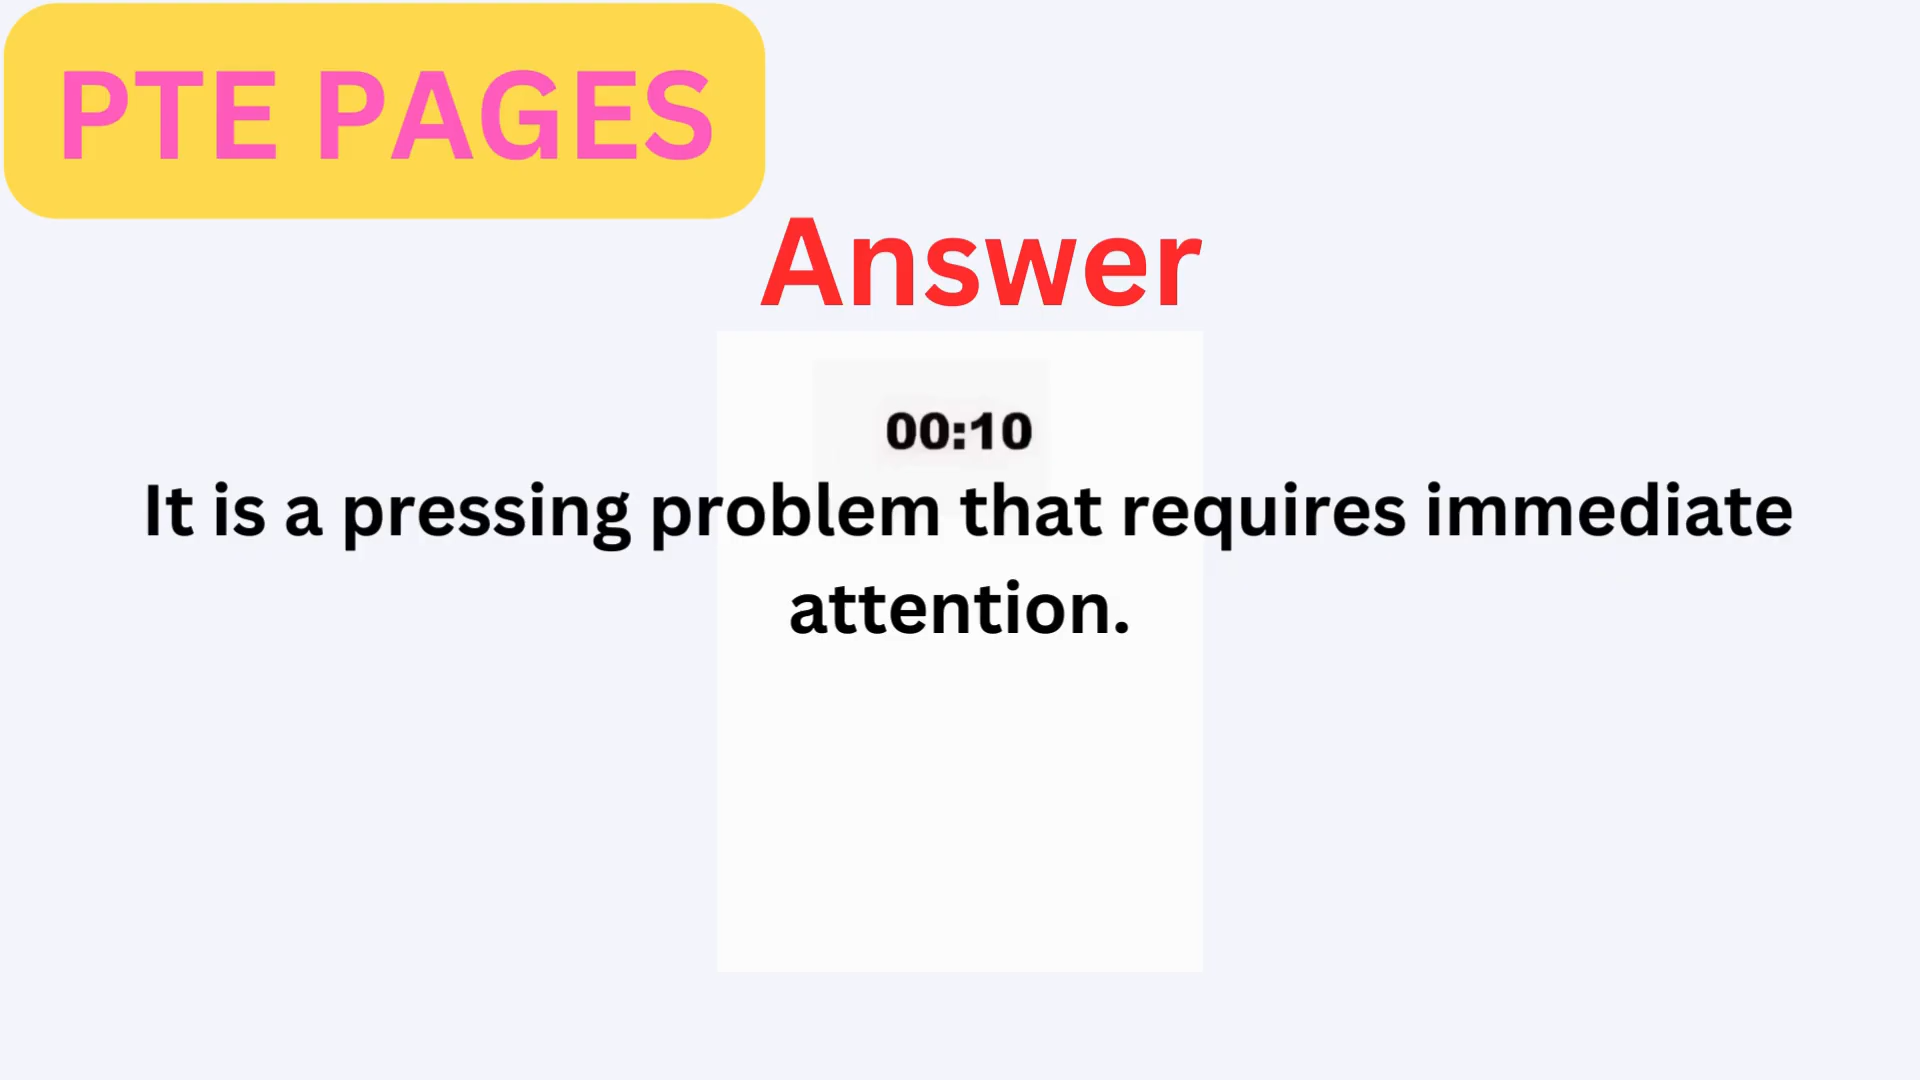 PTE PAGES
Answer
00:10
It is a pressing problem that requires immediate
attention.